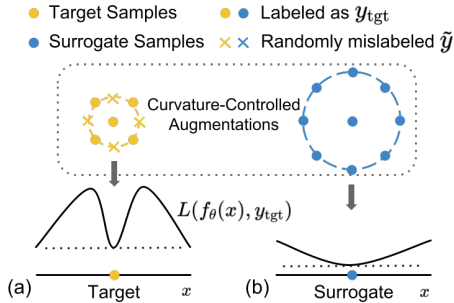 Target Samples
Labeled as y_tgt
Surrogate Samples
Randomly mislabeled ỹ
Curvature-Controlled
Augmentations
L(f_θ(x), y_tgt)
(a)
Target
x
(b)
Surrogate
x